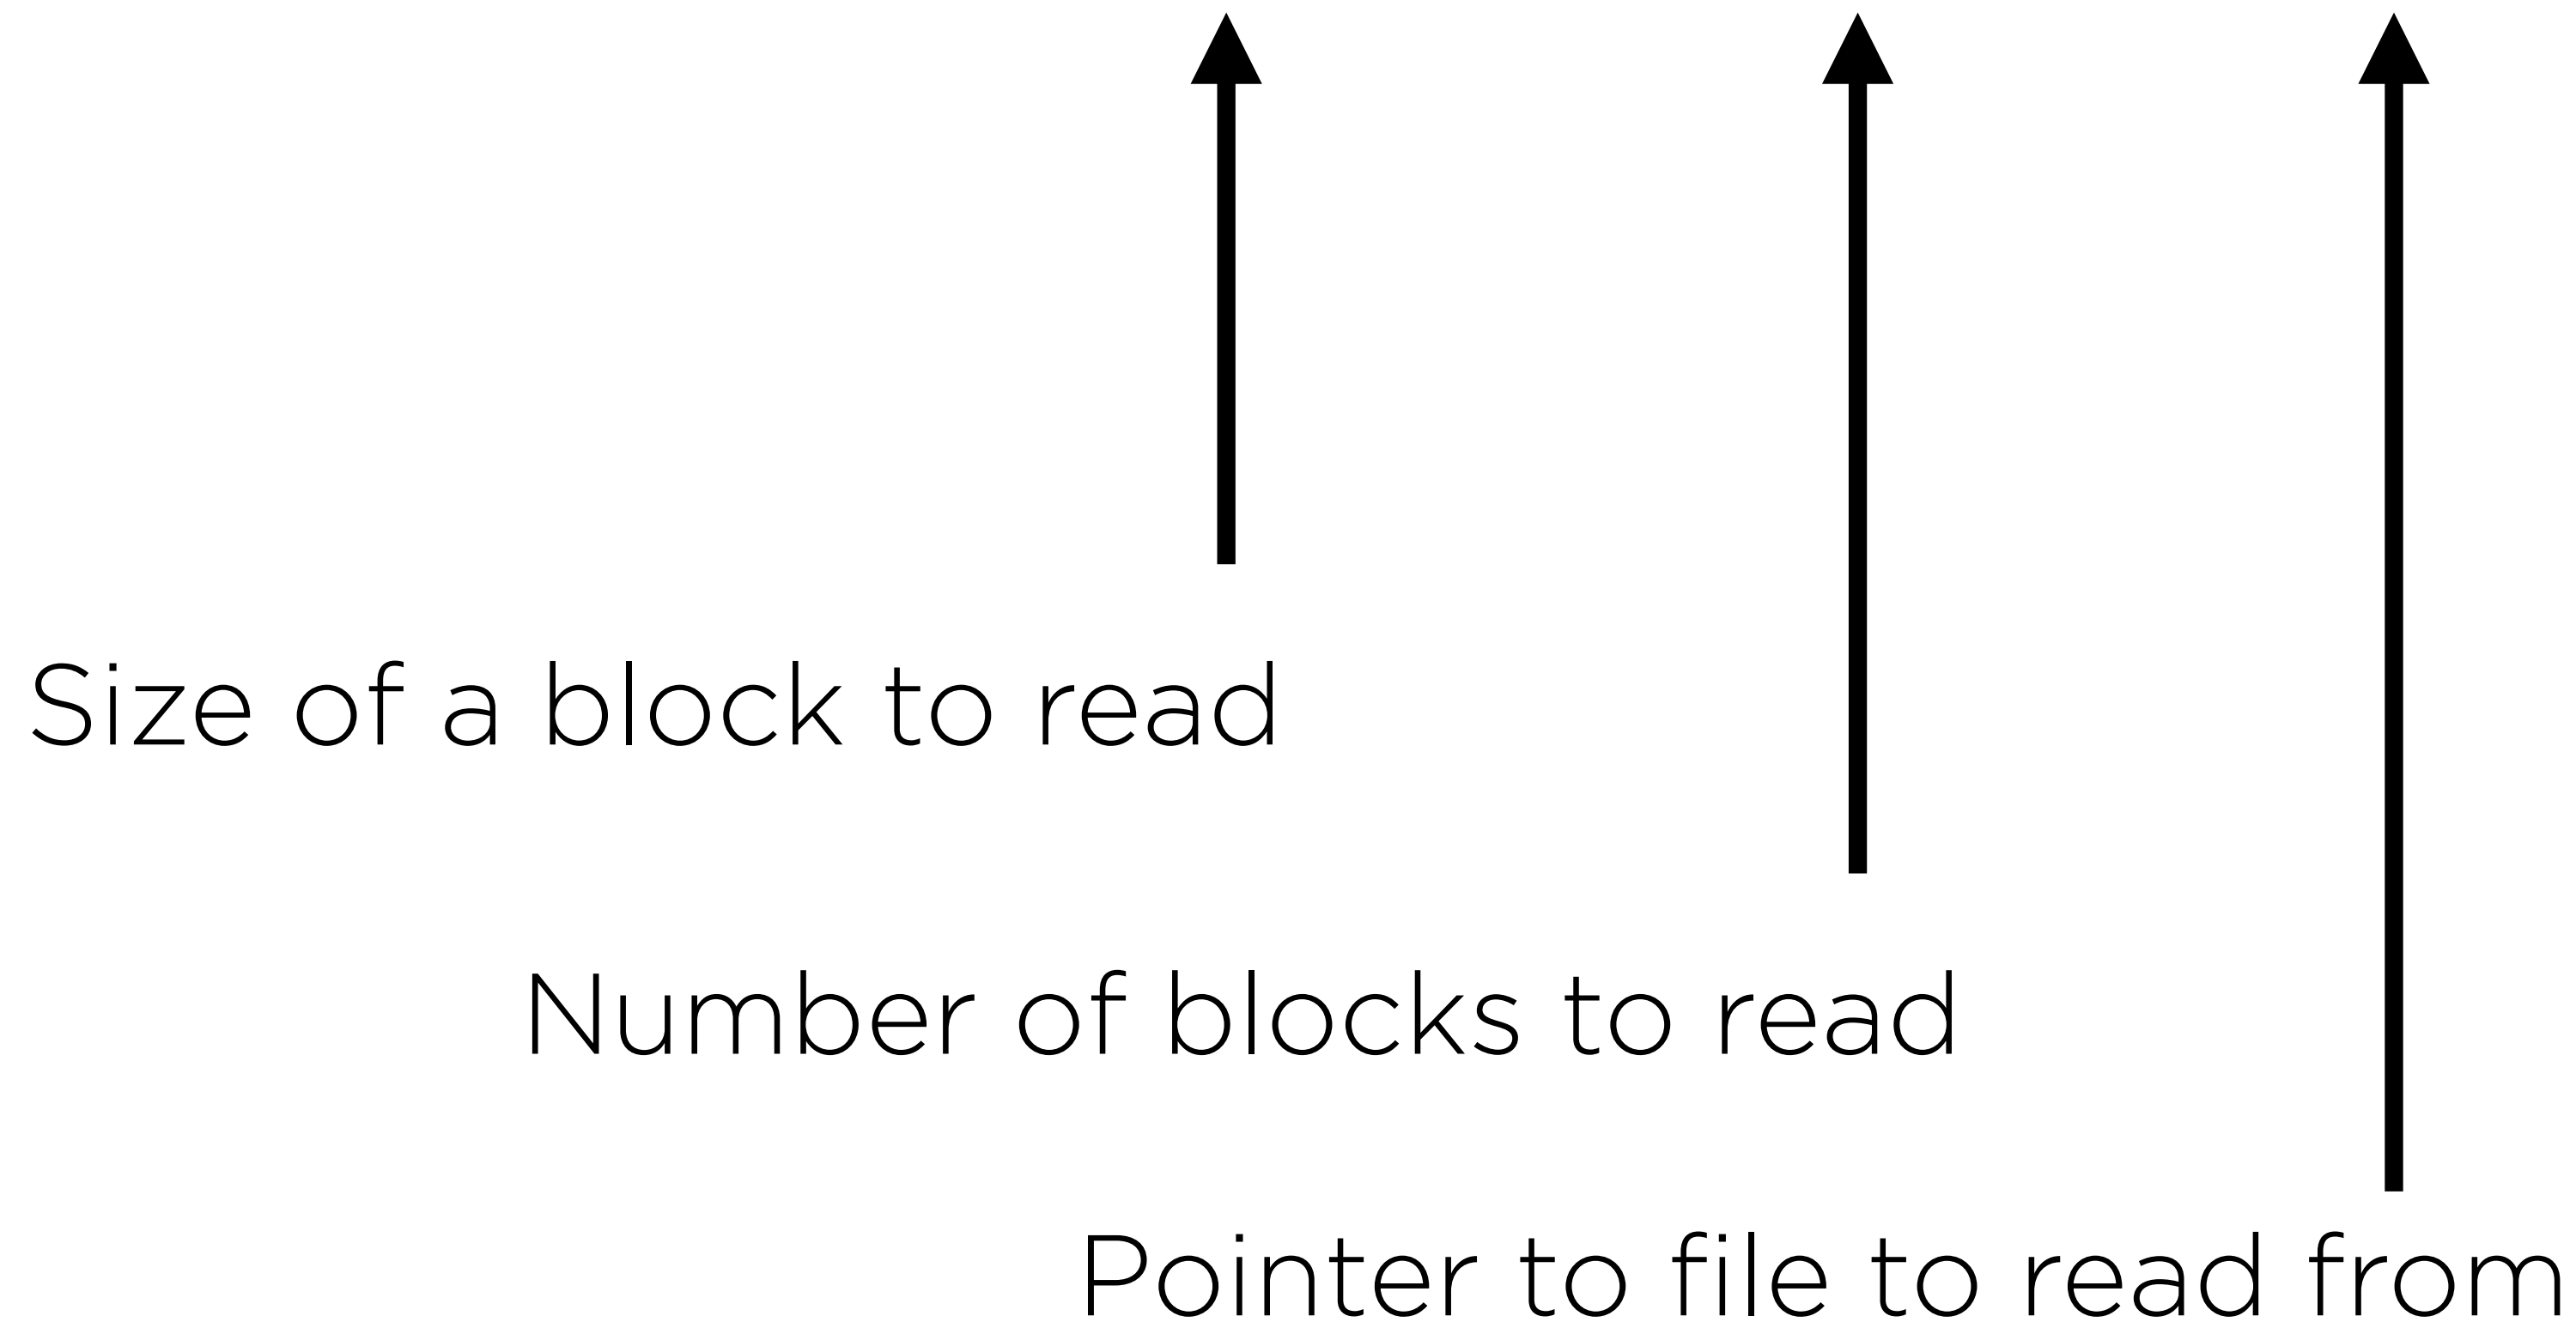 Size of a block to read
Number of blocks to read
Pointer to file to read from